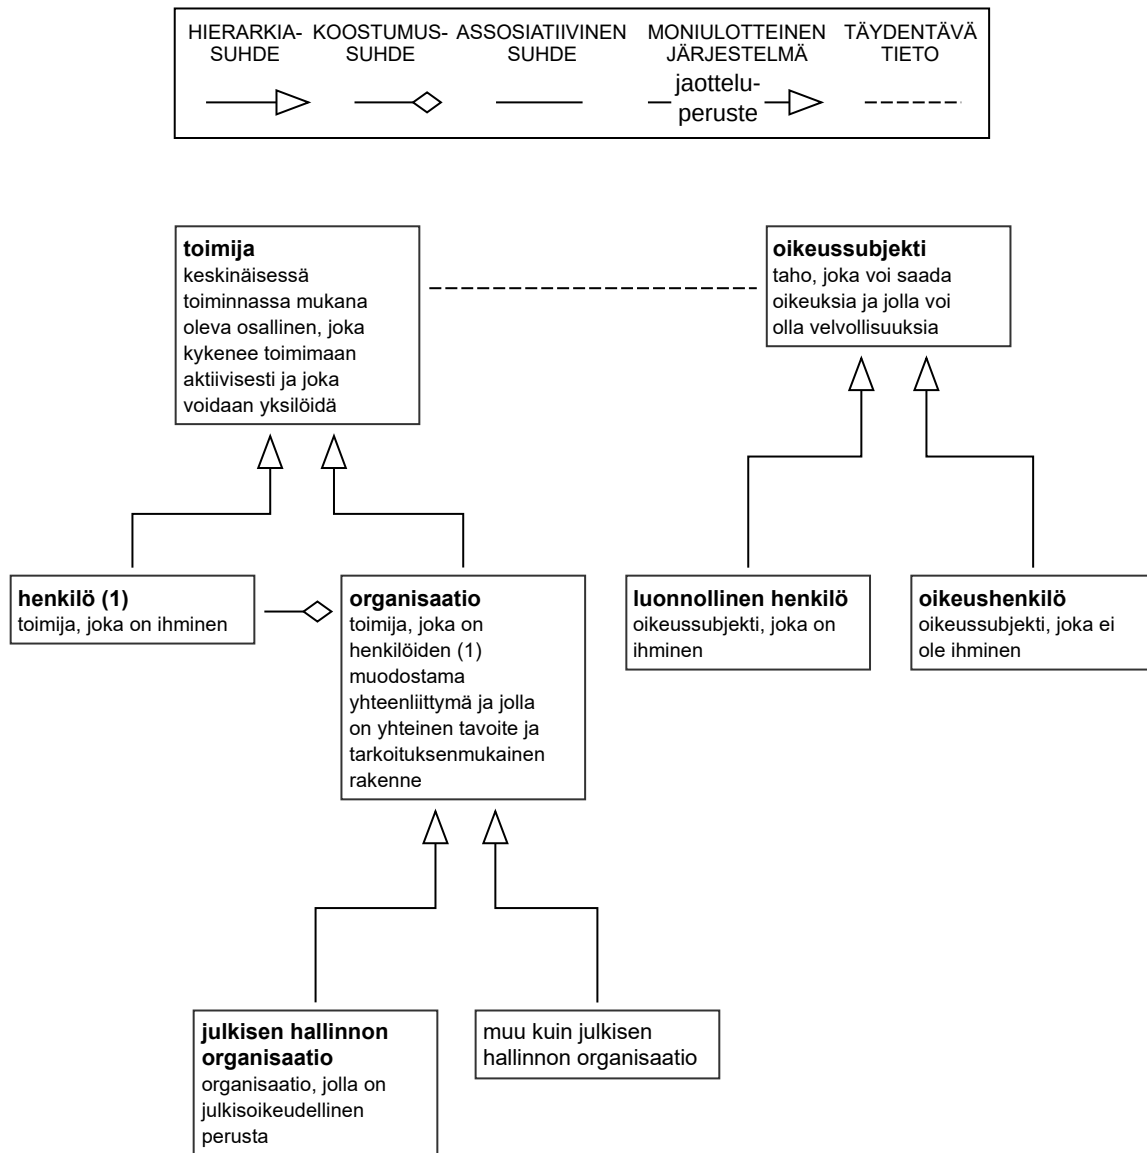 HIERARKIA-
SUHDE
KOOSTUMUS-
SUHDE
ASSOSIATIIVINEN
SUHDE
MONIULOTTEINEN
JÄRJESTELMÄ
jaottelu-
peruste
TÄYDENTÄVÄ
TIETO
toimija
keskinäisessä
toiminnassa mukana
oleva osallinen, joka
kykenee toimimaan
aktiivisesti ja joka
voidaan yksilöidä
oikeussubjekti
taho, joka voi saada
oikeuksia ja jolla voi
olla velvollisuuksia
henkilö (1)
toimija, joka on ihminen
organisaatio
toimija, joka on
henkilöiden (1)
muodostama
yhteenliittymä ja jolla
on yhteinen tavoite ja
tarkoituksenmukainen
rakenne
luonnollinen henkilö
oikeussubjekti, joka on
ihminen
oikeushenkilö
oikeussubjekti, joka ei
ole ihminen
julkisen hallinnon
organisaatio
organisaatio, jolla on
julkisoikeudellinen
perusta
muu kuin julkisen
hallinnon organisaatio